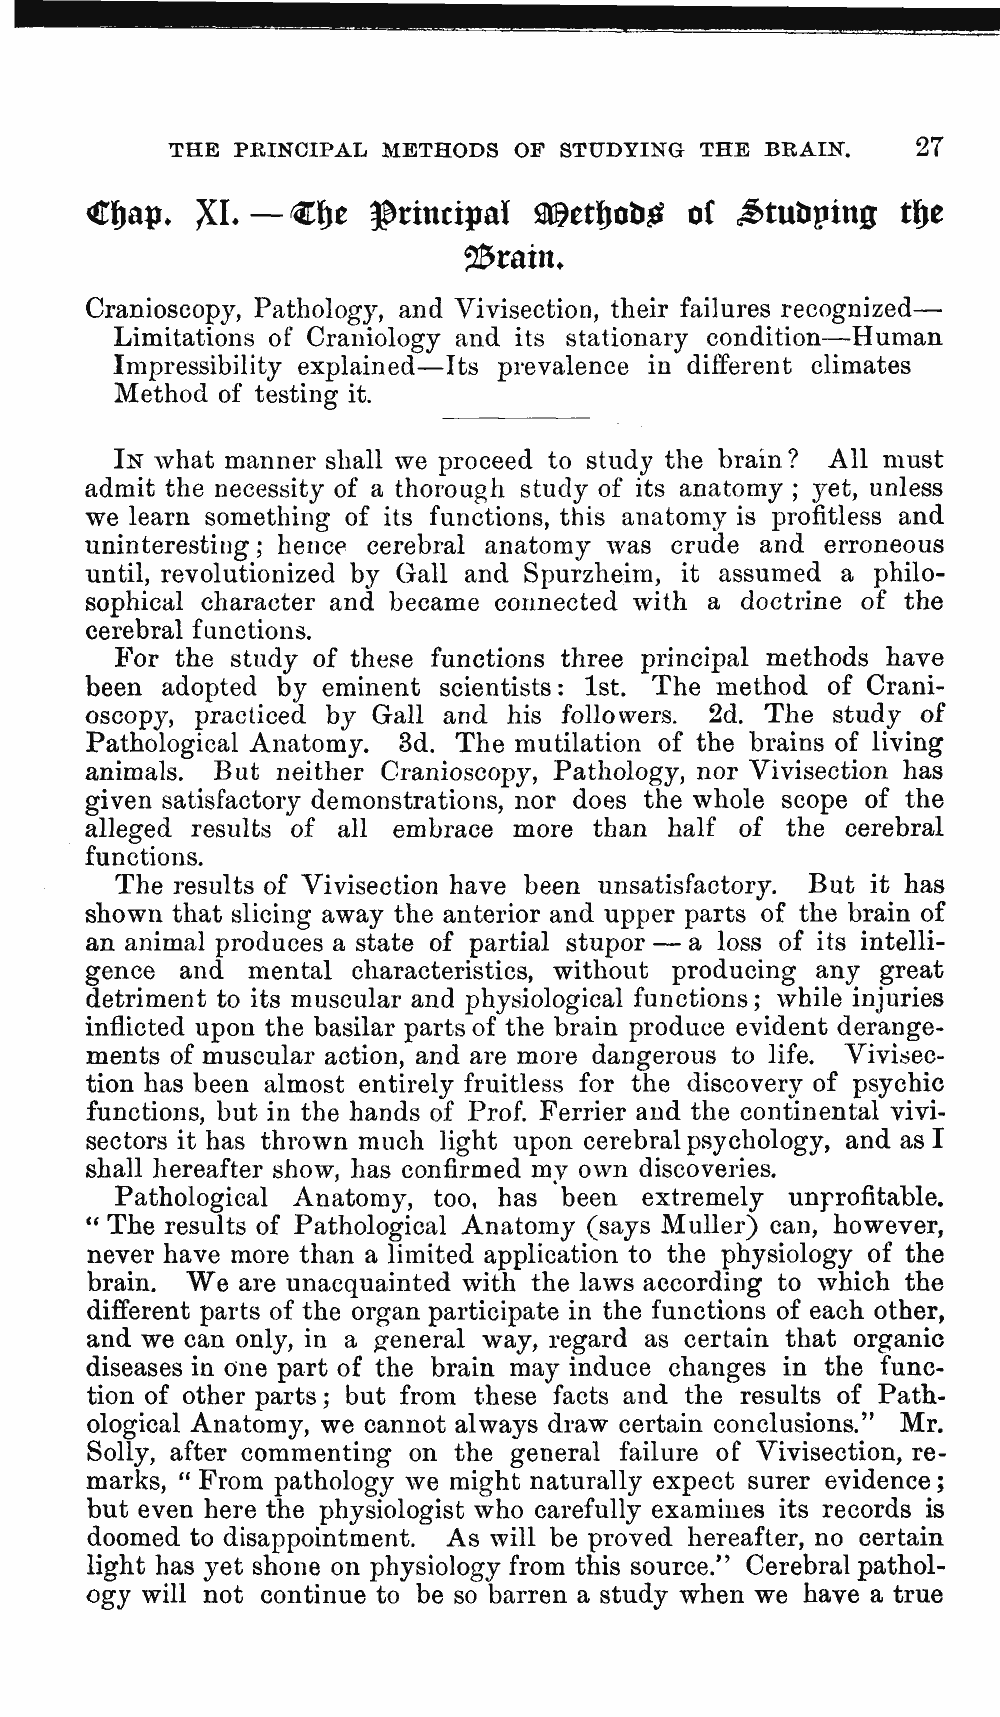 THE PRINCIPAL METHODS OF STUDYING THE BRAIN. 27
Chap. XI. — The Principal Methods of Studying the
Brain.
Cranioscopy, Pathology, and Vivisection, their failures recognized—
Limitations of Craniology and its stationary condition—Human
Impressibility explained—Its prevalence in different climates
Method of testing it.
IN what manner shall we proceed to study the brain? All must
admit the necessity of a thorough study of its anatomy; yet, unless
we learn something of its functions, this anatomy is profitless and
uninteresting; hence cerebral anatomy was crude and erroneous
until, revolutionized by Gall and Spurzheim, it assumed a philo-
sophical character and became connected with a doctrine of the
cerebral functions.
For the study of these functions three principal methods have
been adopted by eminent scientists: 1st. The method of Crani-
oscopy, practiced by Gall and his followers. 2d. The study of
Pathological Anatomy. 3d. The mutilation of the brains of living
animals. But neither Cranioscopy, Pathology, nor Vivisection has
given satisfactory demonstrations, nor does the whole scope of the
alleged results of all embrace more than half of the cerebral
functions.
The results of Vivisection have been unsatisfactory. But it has
shown that slicing away the anterior and upper parts of the brain of
an animal produces a state of partial stupor — a loss of its intelli-
gence and mental characteristics, without producing any great
detriment to its muscular and physiological functions; while injuries
inflicted upon the basilar parts of the brain produce evident derange-
ments of muscular action, and are more dangerous to life. Vivisec-
tion has been almost entirely fruitless for the discovery of psychic
functions, but in the hands of Prof. Ferrier and the continental vivi-
sectors it has thrown much light upon cerebral psychology, and as I
shall hereafter show, has confirmed my own discoveries.
Pathological Anatomy, too, has been extremely unprofitable.
“The results of Pathological Anatomy (says Muller) can, however,
never have more than a limited application to the physiology of the
brain. We are unacquainted with the laws according to which the
different parts of the organ participate in the functions of each other,
and we can only, in a general way, regard as certain that organic
diseases in one part of the brain may induce changes in the func-
tion of other parts; but from these facts and the results of Path-
ological Anatomy, we cannot always draw certain conclusions.” Mr.
Solly, after commenting on the general failure of Vivisection, re-
marks, “From pathology we might naturally expect surer evidence;
but even here the physiologist who carefully examines its records is
doomed to disappointment. As will be proved hereafter, no certain
light has yet shone on physiology from this source.” Cerebral pathol-
ogy will not continue to be so barren a study when we have a true